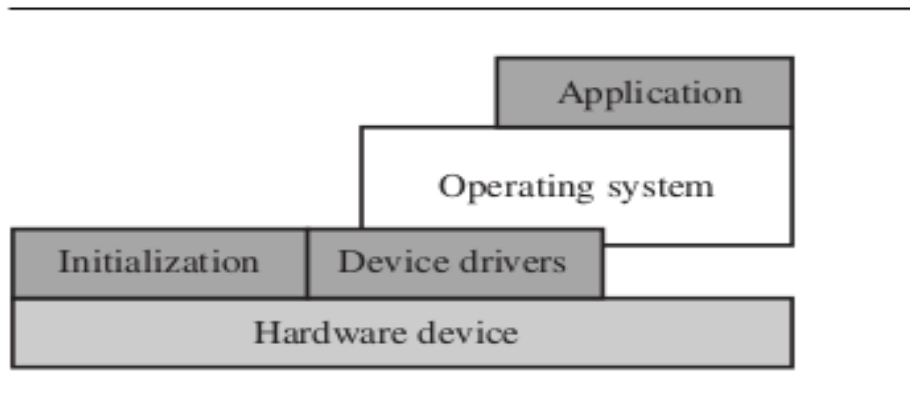 Application
Operating system
Initialization
Device drivers
Hardware device